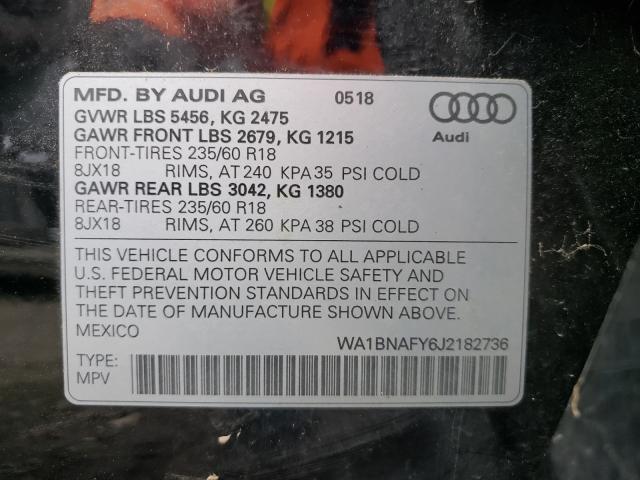 MFD. BY AUDI AG 0518
GVWR LBS 5456, KG 2475
GAWR FRONT LBS 2679, KG 1215
FRONT-TIRES 235/60 R18
8JX18 RIMS, AT 240 KPA 35 PSI COLD
GAWR REAR LBS 3042, KG 1380
REAR-TIRES 235/60 R18
8JX18 RIMS, AT 260 KPA 38 PSI COLD
Audi
THIS VEHICLE CONFORMS TO ALL APPLICABLE
U.S. FEDERAL MOTOR VEHICLE SAFETY AND
THEFT PREVENTION STANDARDS IN EFFECT ON
THE DATE OF MANUFACTURE SHOWN ABOVE.
MEXICO WA1BNAFY6J2182736
TYPE:
MPV